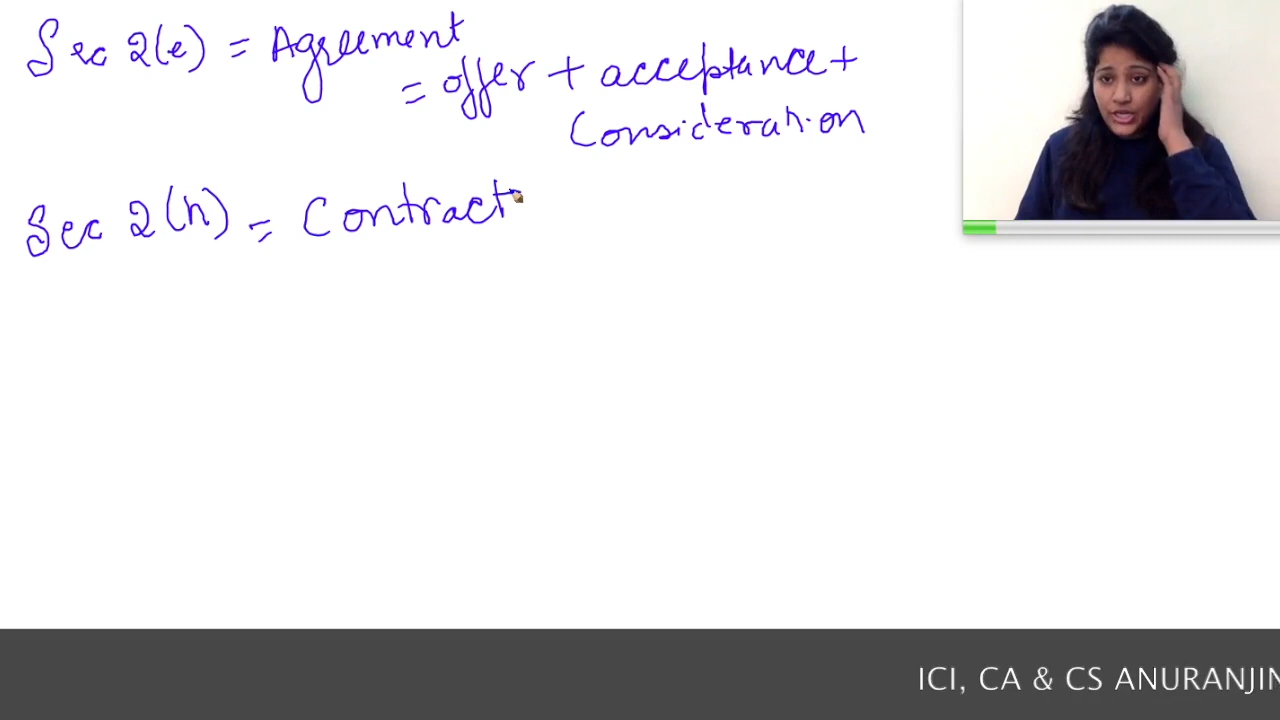 Sec 2(e) = Agreement
= offer + acceptance +
Consideration
Sec 2(h) = Contract
ICI, CA & CS ANURANJIN